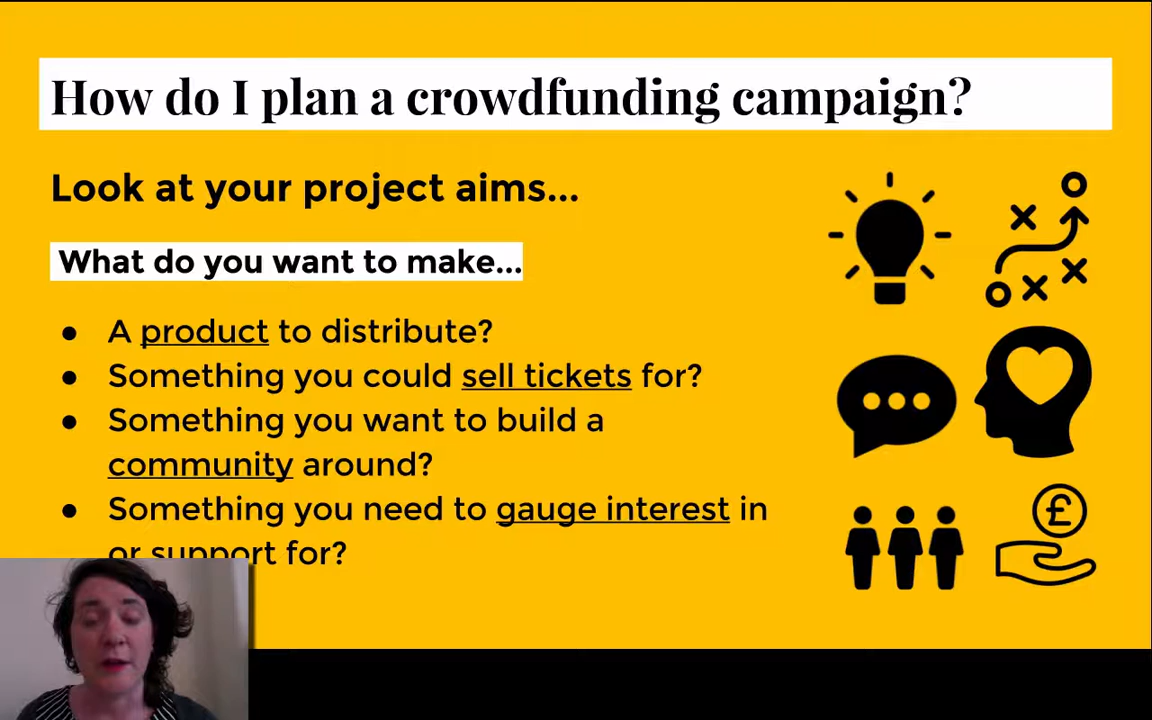 How do I plan a crowdfunding campaign?
Look at your project aims...
What do you want to make...
● A product to distribute?
● Something you could sell tickets for?
● Something you want to build a
community around?
● Something you need to gauge interest in
or support for?
£